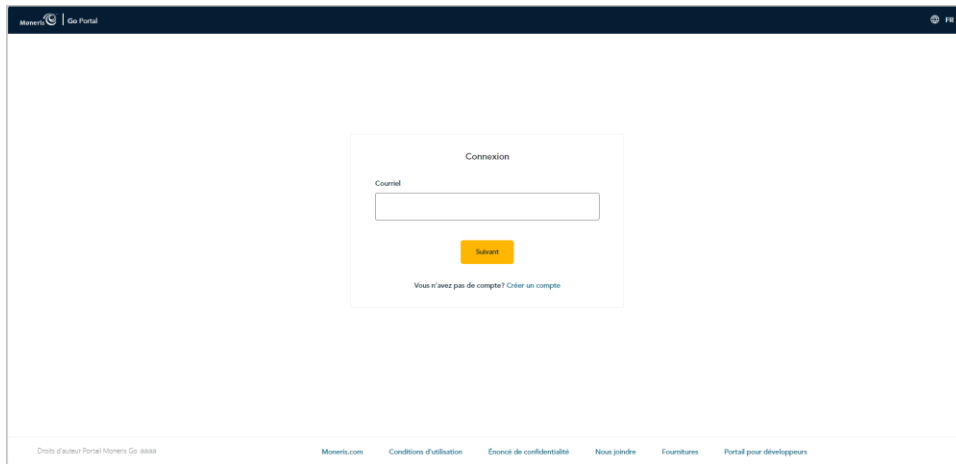 Moneris Go Portal
FR
Connexion
Courriel
Suivant
Vous n'avez pas de compte? Créer un compte
Droits d'auteur Portail Moneris Go aaaa
Moneris.com Conditions d'utilisation Énoncé de confidentialité Nous joindre Fournitures Portail pour développeurs